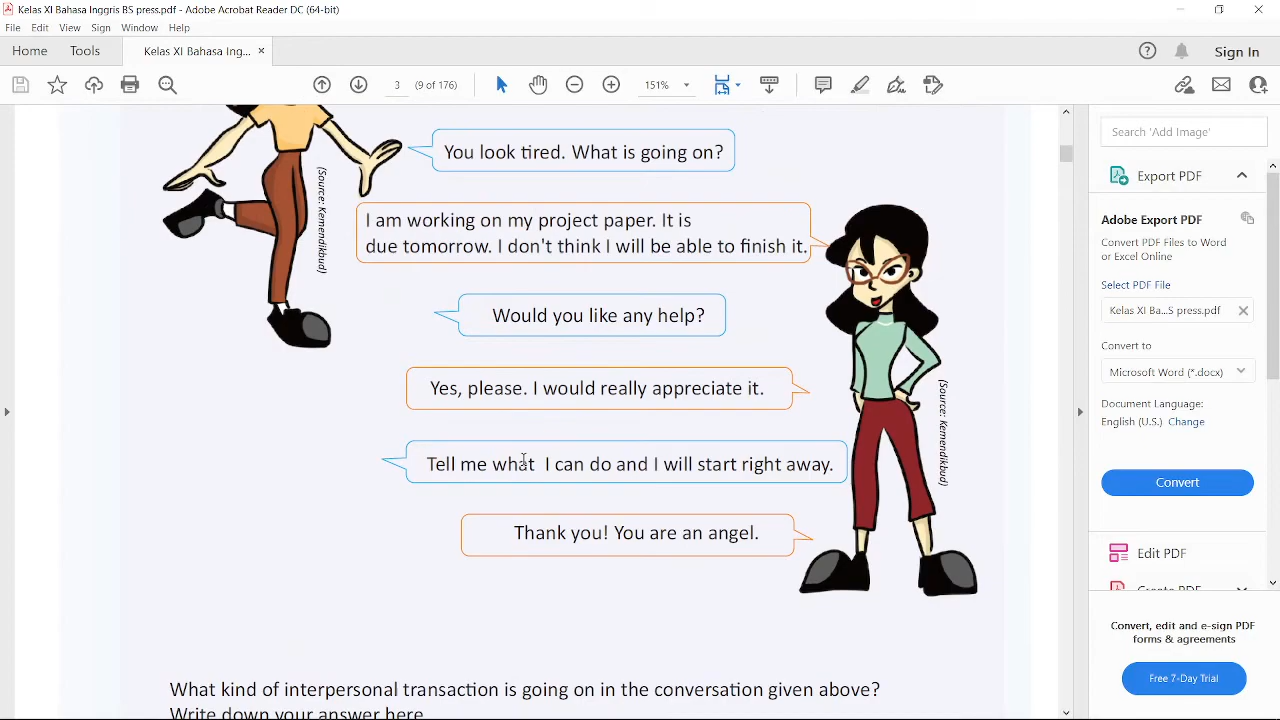 Kelas XI Bahasa Inggris BS press.pdf - Adobe Acrobat Reader DC (64-bit)
File Edit View Sign Window Help
Home Tools Kelas XI Bahasa Ing... × Sign In
3 (9 of 176) 151%
You look tired. What is going on?
(Source: Kemendikbud)
I am working on my project paper. It is
due tomorrow. I don't think I will be able to finish it.
Would you like any help?
Yes, please. I would really appreciate it.
(Source: Kemendikbud)
Tell me what I can do and I will start right away.
Thank you! You are an angel.
What kind of interpersonal transaction is going on in the conversation given above?
Write down your answer here
Search 'Add Image'
Export PDF
Adobe Export PDF
Convert PDF Files to Word
or Excel Online
Select PDF File
Kelas XI Ba...S press.pdf
Convert to
Microsoft Word (*.docx)
Document Language:
English (U.S.) Change
Convert
Edit PDF
Create PDF
Convert, edit and e-sign PDF
forms & agreements
Free 7-Day Trial